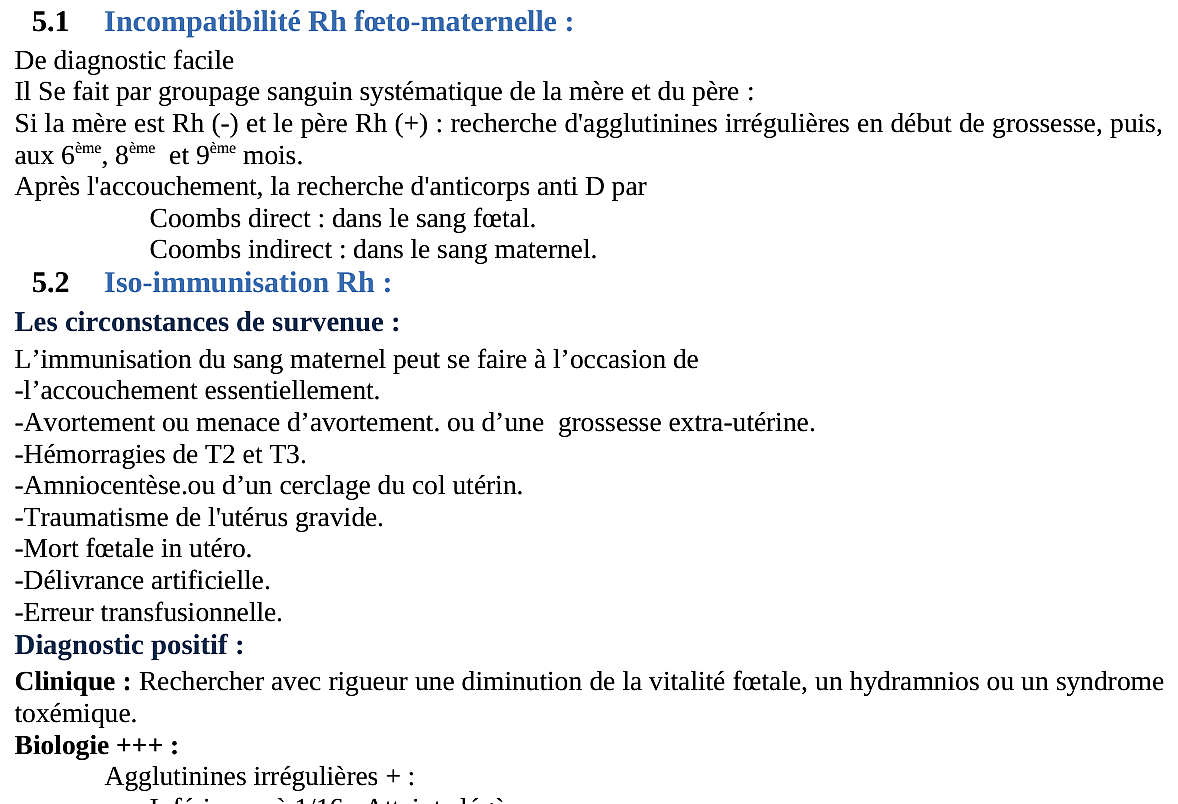 5.1 Incompatibilité Rh fœto-maternelle :
De diagnostic facile
Il Se fait par groupage sanguin systématique de la mère et du père :
Si la mère est Rh (-) et le père Rh (+) : recherche d'agglutinines irrégulières en début de grossesse, puis,
aux 6ème, 8ème et 9ème mois.
Après l'accouchement, la recherche d'anticorps anti D par
Coombs direct : dans le sang fœtal.
Coombs indirect : dans le sang maternel.
5.2 Iso-immunisation Rh :
Les circonstances de survenue :
L’immunisation du sang maternel peut se faire à l’occasion de
-l’accouchement essentiellement.
-Avortement ou menace d’avortement. ou d’une grossesse extra-utérine.
-Hémorragies de T2 et T3.
-Amniocentèse.ou d’un cerclage du col utérin.
-Traumatisme de l'utérus gravide.
-Mort fœtale in utéro.
-Délivrance artificielle.
-Erreur transfusionnelle.
Diagnostic positif :
Clinique : Rechercher avec rigueur une diminution de la vitalité fœtale, un hydramnios ou un syndrome
toxémique.
Biologie +++ :
Agglutinines irrégulières + :